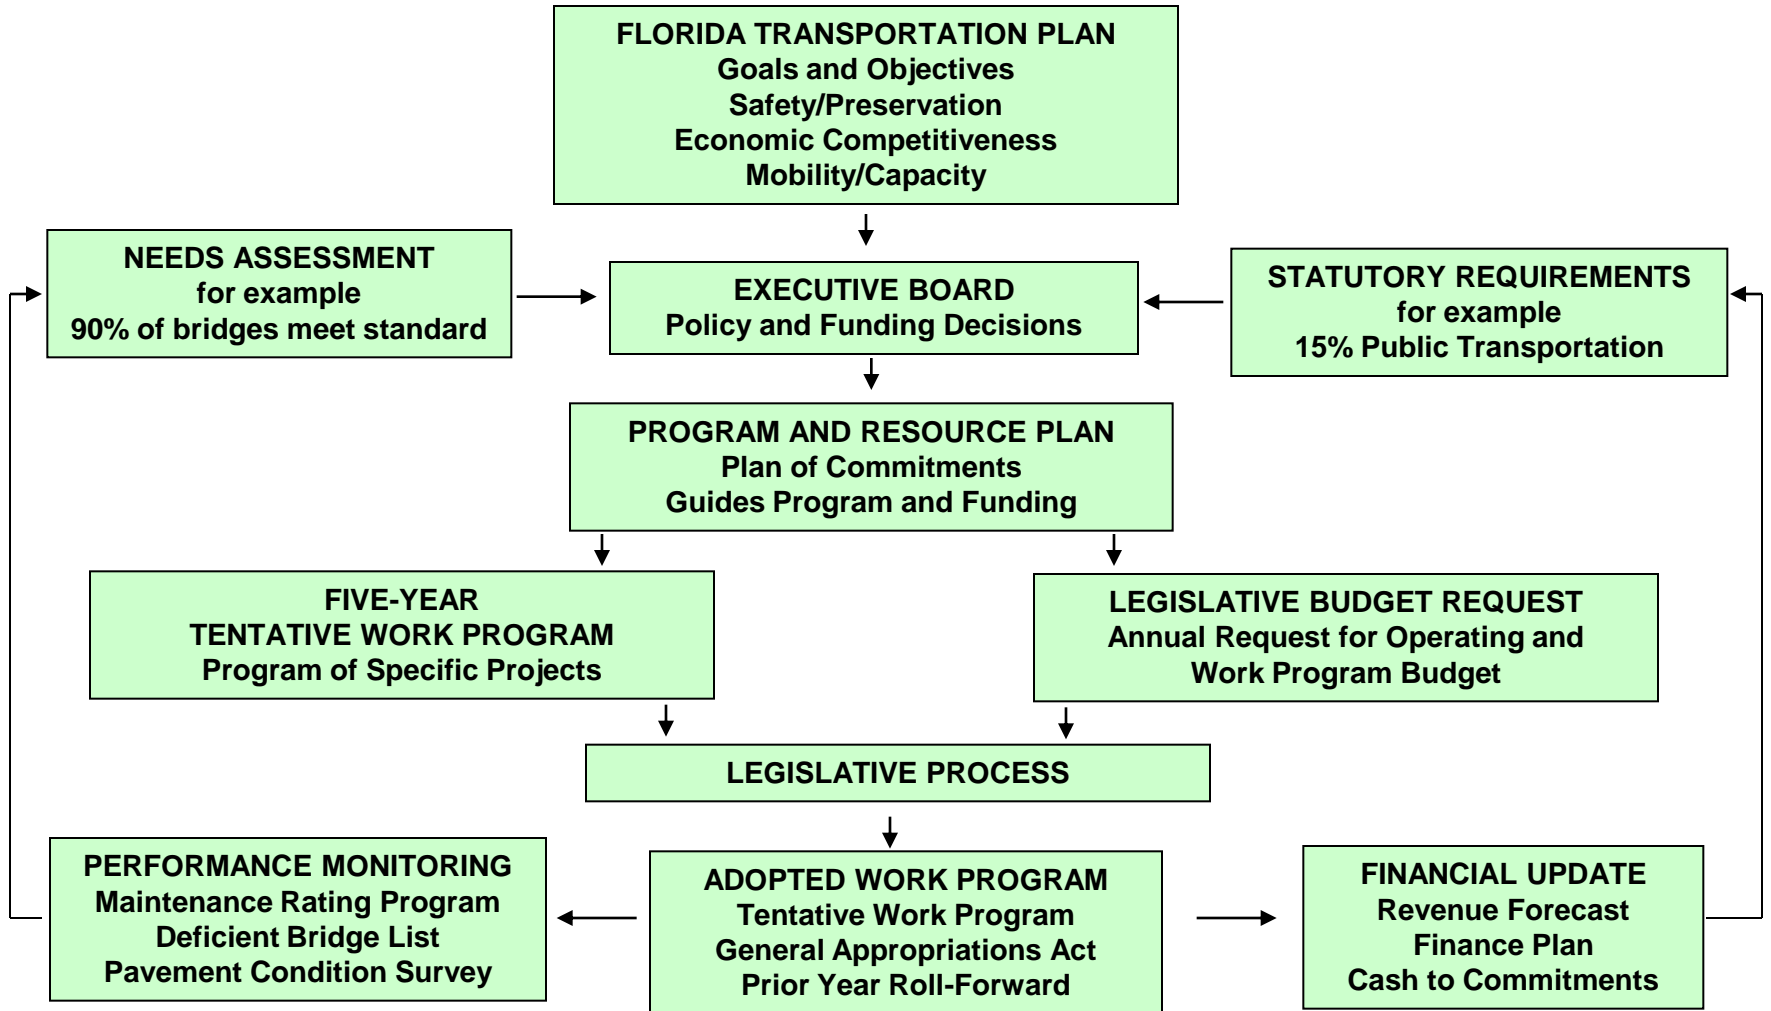 FLORIDA TRANSPORTATION PLAN
Goals and Objectives
Safety/Preservation
Economic Competitiveness
Mobility/Capacity
NEEDS ASSESSMENT
for example
90% of bridges meet standard
EXECUTIVE BOARD
Policy and Funding Decisions
STATUTORY REQUIREMENTS
for example
15% Public Transportation
PROGRAM AND RESOURCE PLAN
Plan of Commitments
Guides Program and Funding
FIVE-YEAR
TENTATIVE WORK PROGRAM
Program of Specific Projects
LEGISLATIVE BUDGET REQUEST
Annual Request for Operating and
Work Program Budget
LEGISLATIVE PROCESS
PERFORMANCE MONITORING
Maintenance Rating Program
Deficient Bridge List
Pavement Condition Survey
ADOPTED WORK PROGRAM
Tentative Work Program
General Appropriations Act
Prior Year Roll-Forward
FINANCIAL UPDATE
Revenue Forecast
Finance Plan
Cash to Commitments